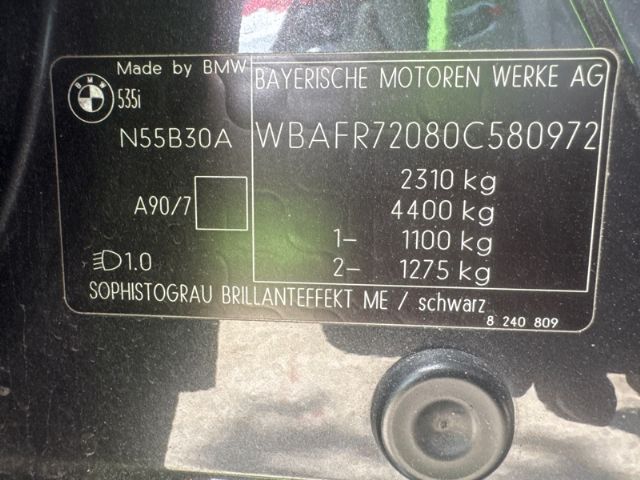 Made by BMW
BAYERISCHE MOTOREN WERKE AG
BMW
535i
N55B30A
WBAFR72080C580972
2310 kg
A90/7
4400 kg
1- 1100 kg
1.0
2- 1275 kg
SOPHISTOGRAU BRILLANTEFFEKT ME / schwarz
8 240 809